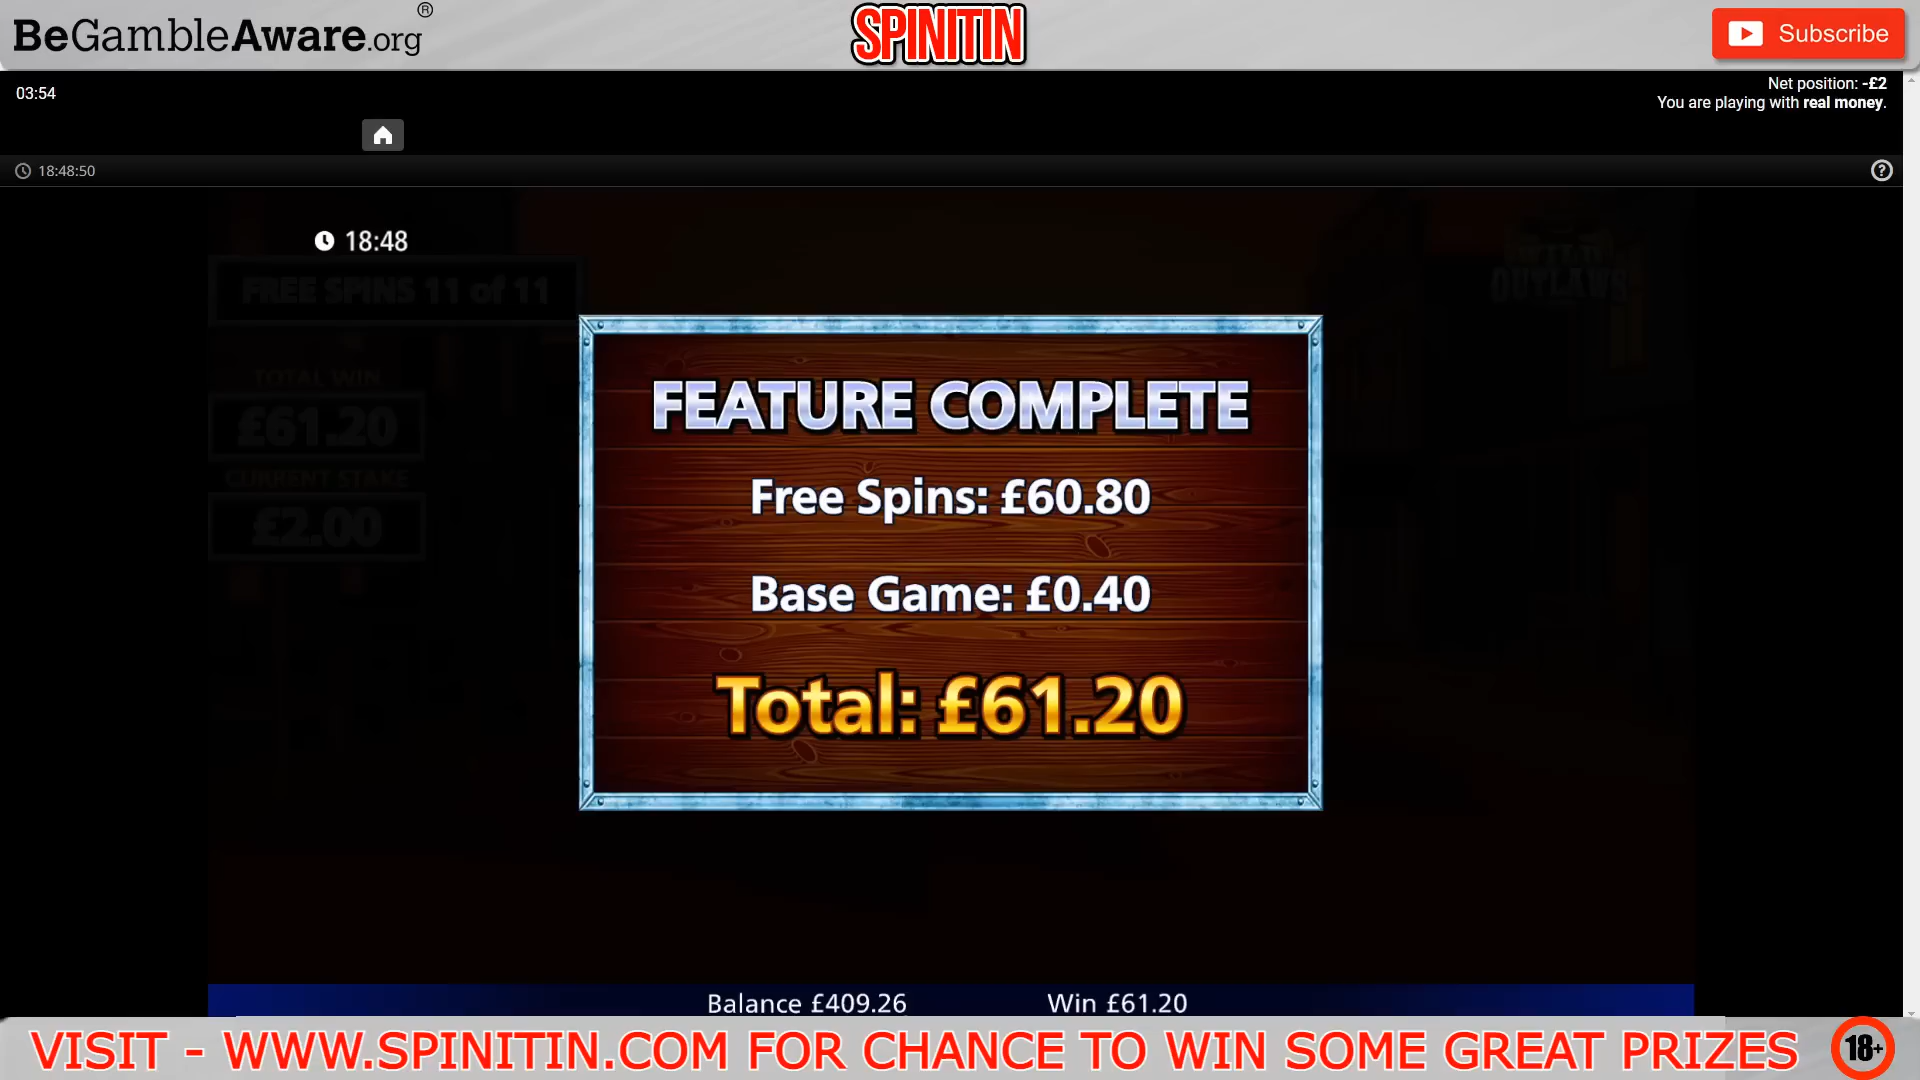 BeGambleAware.org®
SPINITIN
Subscribe
03:54
Net position: -£2
You are playing with real money.
18:48:50
18:48
FREE SPINS 11 of 11
WILD
OUTLAWS
TOTAL WIN
£61.20
CURRENT STAKE
£2.00
FEATURE COMPLETE
Free Spins: £60.80
Base Game: £0.40
Total: £61.20
Balance £409.26 Win £61.20
VISIT - WWW.SPINITIN.COM FOR CHANCE TO WIN SOME GREAT PRIZES
18+